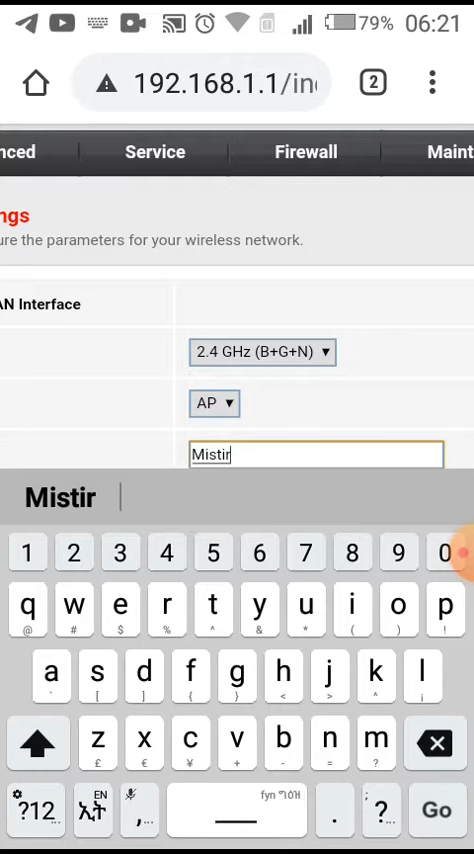 79% 06:21
192.168.1.1/in
2
nced Service Firewall Maint
ngs
ure the parameters for your wireless network.
AN Interface
2.4 GHz (B+G+N) ▼
AP ▼
Mistir
Mistir
1 2 3 4 5 6 7 8 9 0
q w e r t y u i o p
@ # $ % ^ & * ( ) !
a s d f g h j k l
` [ ] { } < > ^ ¡
z x c v b n m
£ € ¥ + - = ?
EN fyn ግዕዝ ;
?123... አት ,... . ?...  Go